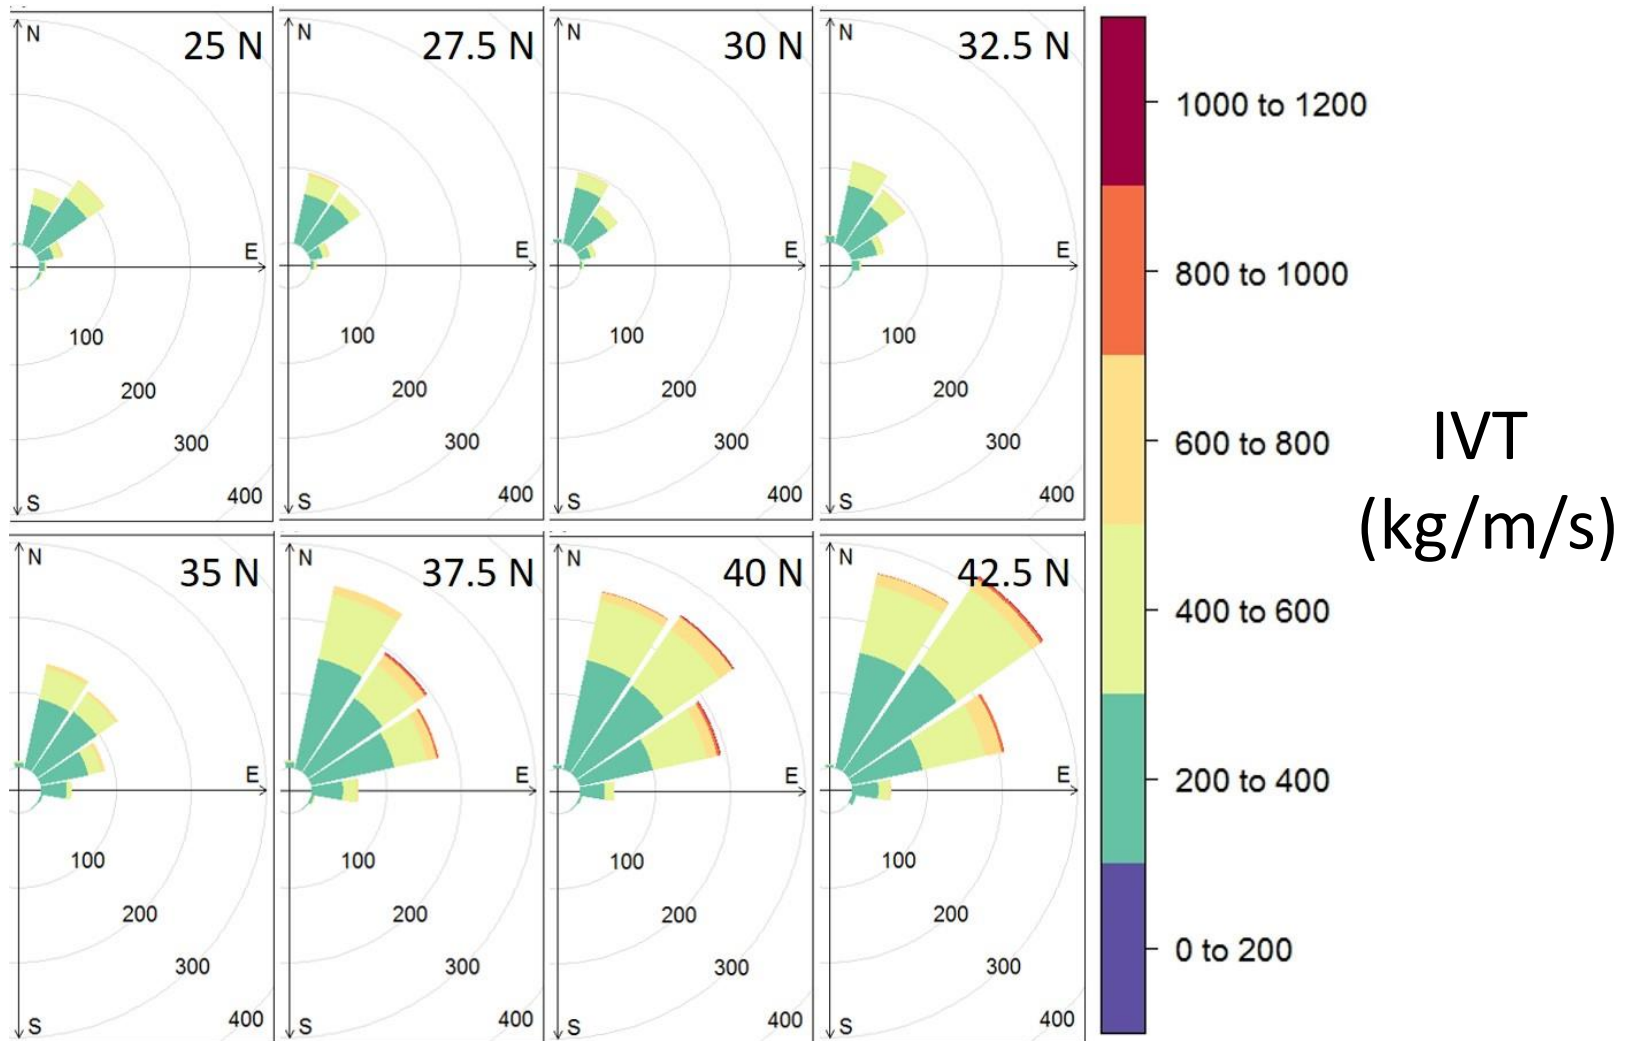 N 25 N
E
100
200
300
400
S
N 27.5 N
E
100
200
300
400
S
N 30 N
E
100
200
300
400
S
N 32.5 N
E
100
200
300
400
S
N 35 N
E
100
200
300
400
S
N 37.5 N
E
100
200
300
400
S
N 40 N
E
100
200
300
400
S
N 42.5 N
E
100
200
300
400
S
1000 to 1200
800 to 1000
600 to 800
400 to 600
200 to 400
0 to 200
IVT
(kg/m/s)